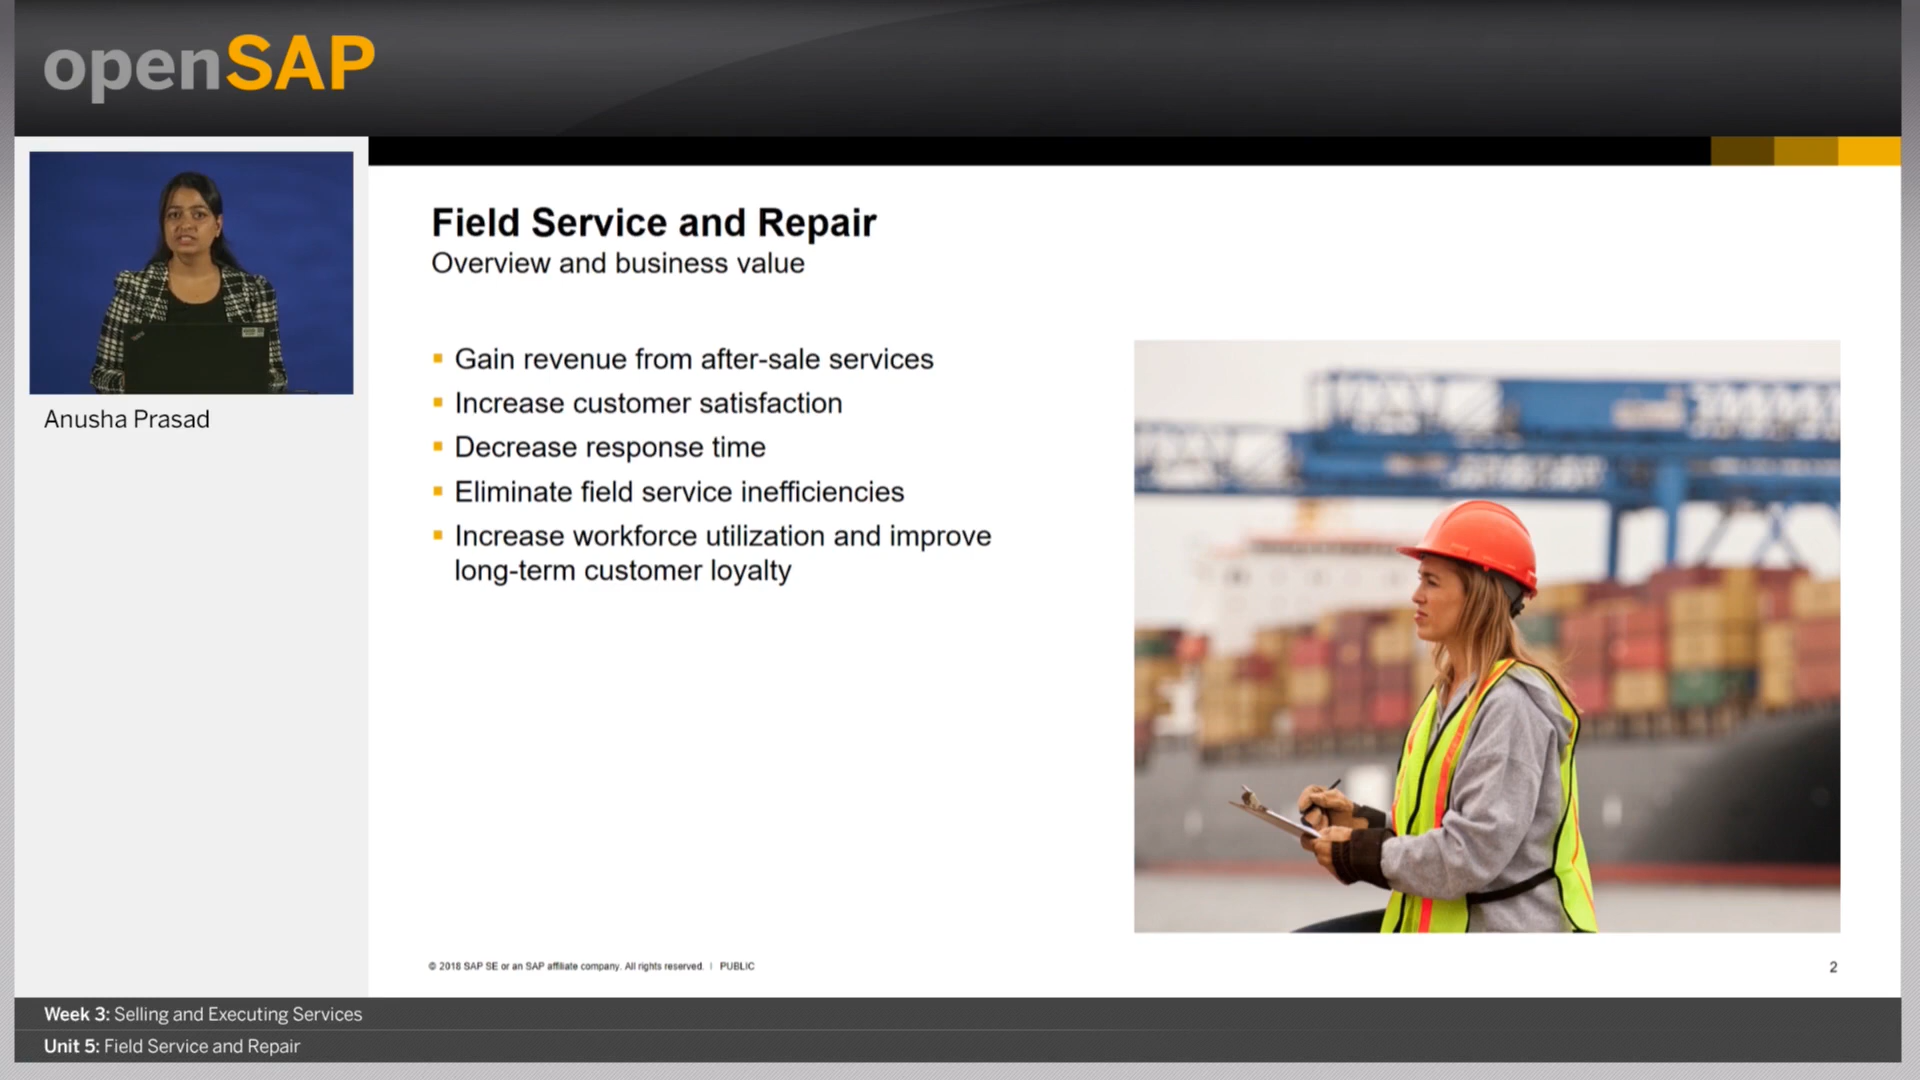 openSAP
Anusha Prasad
Field Service and Repair
Overview and business value
Gain revenue from after-sale services
Increase customer satisfaction
Decrease response time
Eliminate field service inefficiencies
Increase workforce utilization and improve
long-term customer loyalty
© 2018 SAP SE or an SAP affiliate company. All rights reserved. | PUBLIC
2
Week 3: Selling and Executing Services
Unit 5: Field Service and Repair